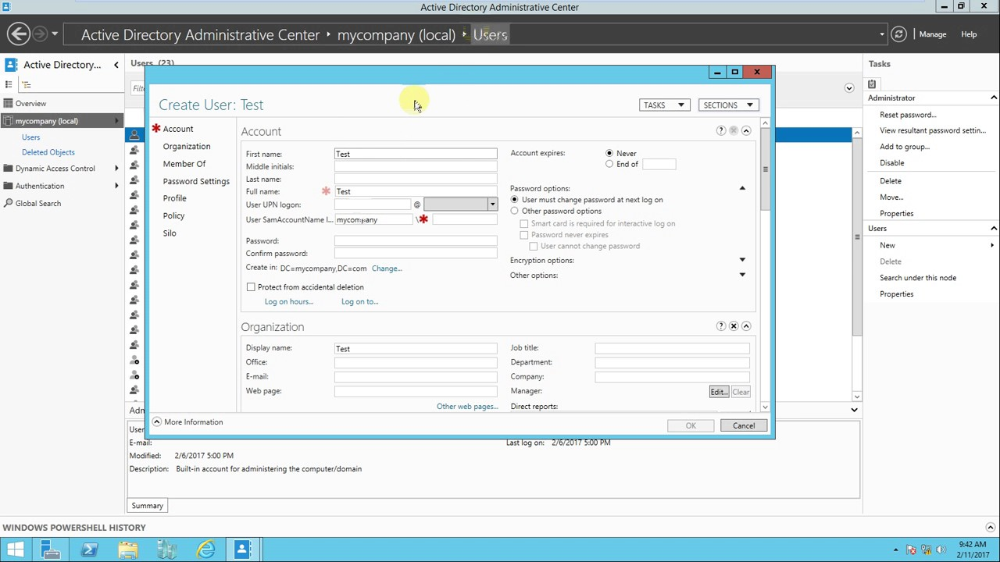 Active Directory Administrative Center
Active Directory Administrative Center mycompany (local) Users
Manage Help
Active Directory...
Overview
mycompany (local)
Users
Deleted Objects
Dynamic Access Control
Authentication
Global Search
Users (23)
Create User: Test
TASKS SECTIONS
Account
Organization
Member Of
Password Settings
Profile
Policy
Silo
Account
First name: Test
Middle initials:
Last name:
Full name: Test
User UPN logon: @
User SamAccountName l... mycompany \
Password:
Confirm password:
Create in: DC=mycompany,DC=com Change...
Protect from accidental deletion
Log on hours... Log on to...
Account expires: Never
End of
Password options:
User must change password at next log on
Other password options
Smart card is required for interactive log on
Password never expires
User cannot change password
Encryption options:
Other options:
Organization
Display name: Test
Office:
E-mail:
Web page:
Other web pages...
Job title:
Department:
Company:
Manager: Edit... Clear
Direct reports:
More Information
OK Cancel
E-mail:
Last log on: 2/6/2017 5:00 PM
Modified: 2/6/2017 5:00 PM
Description: Built-in account for administering the computer/domain
Summary
Tasks
Administrator
Reset password...
View resultant password settin...
Add to group...
Disable
Delete
Move...
Properties
Users
New
Delete
Search under this node
Properties
WINDOWS POWERSHELL HISTORY
9:42 AM
2/11/2017